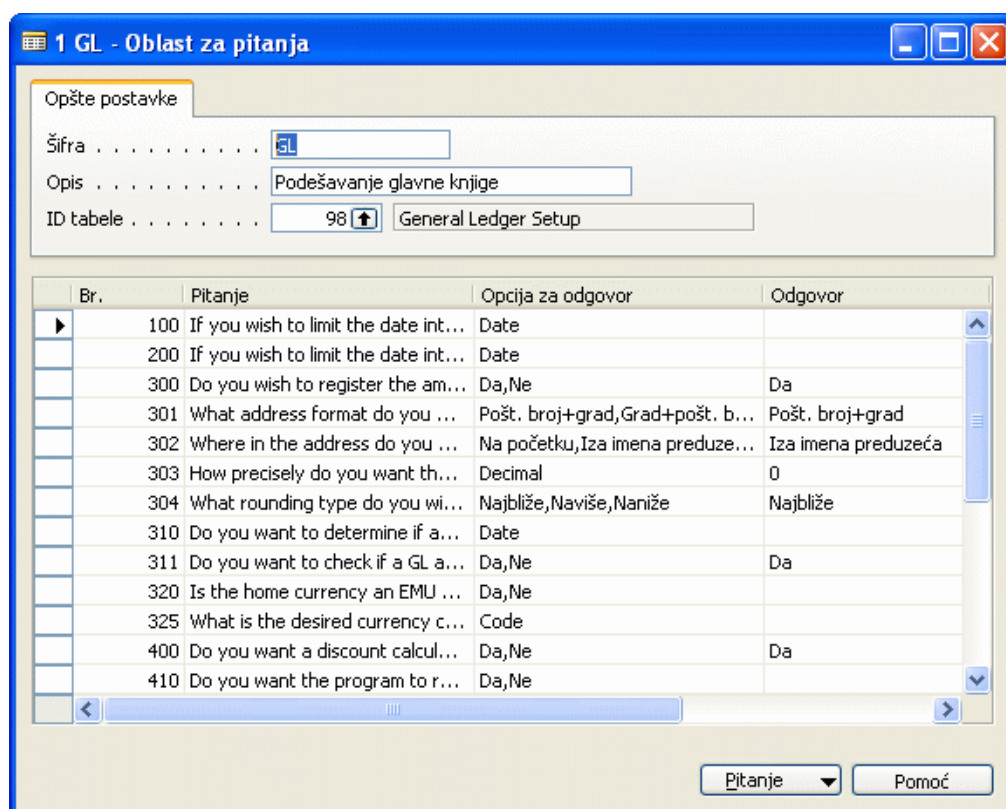 1 GL - Oblast za pitanja
Opšte postavke
Šifra . . . . . . . . . . GL
Opis . . . . . . . . . . Podešavanje glavne knjige
ID tabele . . . . . . . . 98 General Ledger Setup
Br. Pitanje Opcija za odgovor Odgovor
100 If you wish to limit the date int... Date
200 If you wish to limit the date int... Date
300 Do you wish to register the am... Da,Ne Da
301 What address format do you ... Pošt. broj+grad,Grad+pošt. b... Pošt. broj+grad
302 Where in the address do you ... Na početku,Iza imena preduze... Iza imena preduzeća
303 How precisely do you want th... Decimal 0
304 What rounding type do you wi... Najbliže,Naviše,Naniže Najbliže
310 Do you want to determine if a... Date
311 Do you want to check if a GL a... Da,Ne Da
320 Is the home currency an EMU ... Da,Ne
325 What is the desired currency c... Code
400 Do you want a discount calcul... Da,Ne Da
410 Do you want the program to r... Da,Ne
Pitanje Pomoć